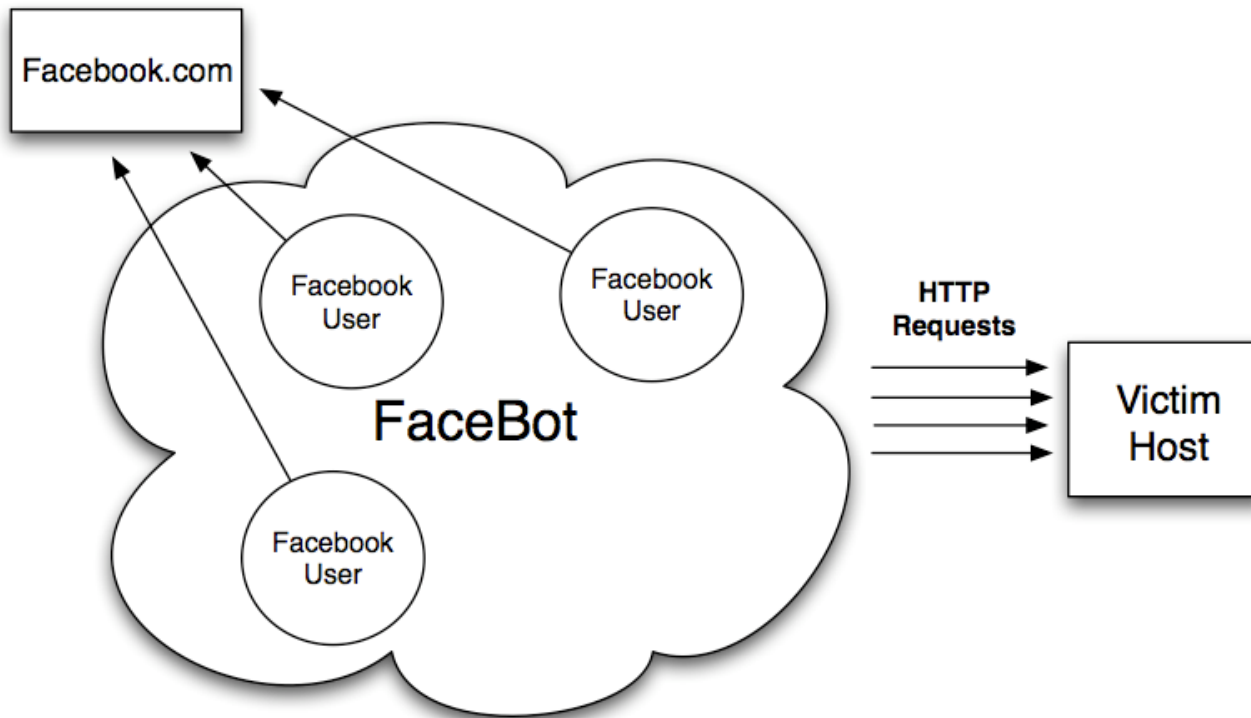 Facebook.com
Facebook
User
Facebook
User
HTTP
Requests
FaceBot
Victim
Host
Facebook
User